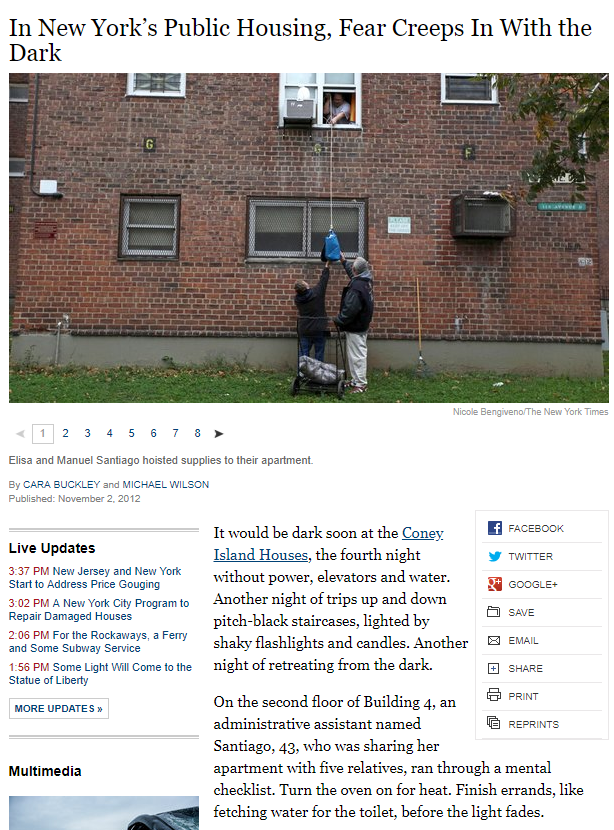 In New York's Public Housing, Fear Creeps In With the
Dark
G
G
F
Nicole Bengiveno/The New York Times
1 2 3 4 5 6 7 8
Elisa and Manuel Santiago hoisted supplies to their apartment.
By CARA BUCKLEY and MICHAEL WILSON
Published: November 2, 2012
Live Updates
3:37 PM New Jersey and New York
Start to Address Price Gouging
3:02 PM A New York City Program to
Repair Damaged Houses
2:06 PM For the Rockaways, a Ferry
and Some Subway Service
1:56 PM Some Light Will Come to the
Statue of Liberty
MORE UPDATES »
Multimedia
It would be dark soon at the Coney
Island Houses, the fourth night
without power, elevators and water.
Another night of trips up and down
pitch-black staircases, lighted by
shaky flashlights and candles. Another
night of retreating from the dark.
On the second floor of Building 4, an
administrative assistant named
Santiago, 43, who was sharing her
apartment with five relatives, ran through a mental
checklist. Turn the oven on for heat. Finish errands, like
fetching water for the toilet, before the light fades.
FACEBOOK
TWITTER
GOOGLE+
SAVE
EMAIL
SHARE
PRINT
REPRINTS